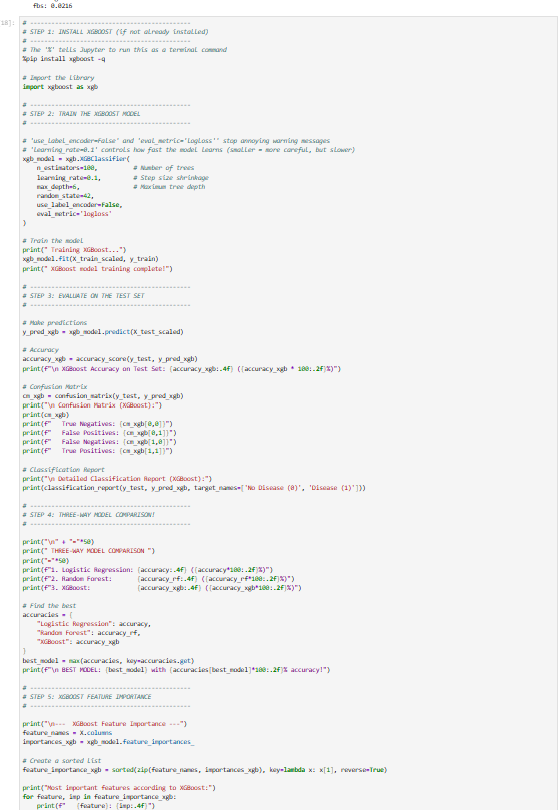 fbs: 0.0216
# ---------------------------------------------
# STEP 1: INSTALL XGBOOST (if not already installed)
# ---------------------------------------------
# The '%' tells Jupyter to run this as a terminal command
%pip install xgboost -q
# Import the library
import xgboost as xgb
# ---------------------------------------------
# STEP 2: TRAIN THE XGBOOST MODEL
# ---------------------------------------------
# 'use_label_encoder=False' and 'eval_metric='logloss'' stop annoying warning messages
# 'learning_rate=0.1' controls how fast the model learns (smaller = more careful, but slower)
xgb_model = xgb.XGBClassifier(
n_estimators=100, # Number of trees
learning_rate=0.1, # Step size shrinkage
max_depth=6, # Maximum tree depth
random_state=42,
use_label_encoder=False,
eval_metric='logloss'
)
# Train the model
print(" Training XGBoost...")
xgb_model.fit(X_train_scaled, y_train)
print(" XGBoost model training complete!")
# ---------------------------------------------
# STEP 3: EVALUATE ON THE TEST SET
# ---------------------------------------------
# Make predictions
y_pred_xgb = xgb_model.predict(X_test_scaled)
# Accuracy
accuracy_xgb = accuracy_score(y_test, y_pred_xgb)
print(f"\n XGBoost Accuracy on Test Set: {accuracy_xgb:.4f} ({accuracy_xgb * 100:.2f}%)")
# Confusion Matrix
cm_xgb = confusion_matrix(y_test, y_pred_xgb)
print("\n Confusion Matrix (XGBoost):")
print(cm_xgb)
print(f" True Negatives: {cm_xgb[0,0]}")
print(f" False Positives: {cm_xgb[0,1]}")
print(f" False Negatives: {cm_xgb[1,0]}")
print(f" True Positives: {cm_xgb[1,1]}")
# Classification Report
print("\n Detailed Classification Report (XGBoost):")
print(classification_report(y_test, y_pred_xgb, target_names=['No Disease (0)', 'Disease (1)']))
# ---------------------------------------------
# STEP 4: THREE-WAY MODEL COMPARISON!
# ---------------------------------------------
print("\n" + "="*50)
print(" THREE-WAY MODEL COMPARISON ")
print("="*50)
print(f"1. Logistic Regression: {accuracy:.4f} ({accuracy*100:.2f}%)")
print(f"2. Random Forest: {accuracy_rf:.4f} ({accuracy_rf*100:.2f}%)")
print(f"3. XGBoost: {accuracy_xgb:.4f} ({accuracy_xgb*100:.2f}%)")
# Find the best
accuracies = {
"Logistic Regression": accuracy,
"Random Forest": accuracy_rf,
"XGBoost": accuracy_xgb
}
best_model = max(accuracies, key=accuracies.get)
print(f"\n BEST MODEL: {best_model} with {accuracies[best_model]*100:.2f}% accuracy!")
# ---------------------------------------------
# STEP 5: XGBOOST FEATURE IMPORTANCE
# ---------------------------------------------
print("\n--- XGBoost Feature Importance ---")
feature_names = X.columns
importances_xgb = xgb_model.feature_importances_
# Create a sorted list
feature_importance_xgb = sorted(zip(feature_names, importances_xgb), key=lambda x: x[1], reverse=True)
print("Most important features according to XGBoost:")
for feature, imp in feature_importance_xgb:
print(f" {feature}: {imp:.4f}")